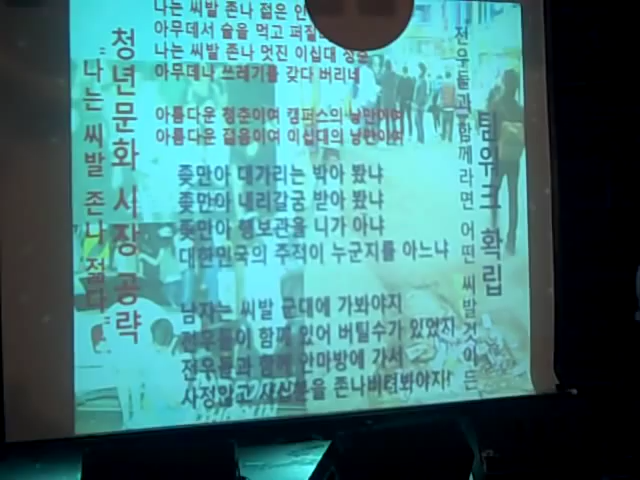 나는 씨발 존나 젊은
아무데서 술을 먹고
나는 씨발 존나 멋진 이십대 청춘
아무데나 쓰레기를 갖다 버리네
아름다운 청춘이여 캠퍼스의 낭만이여
아름다운 젊음이여 이십대의 낭만이여
좆만아 대가리는 박아 봤냐
좆만아 내리갈굼 받아 봤냐
좆만아 행보관을 니가 아냐
대한민국의 주적이 누군지를 아느냐
남자는 씨발 군대에 가봐야지
전우들이 함께 있어 버틸수가 있었지
전우들과 함께 안마방에 가서
사정않고 삼십분을 존나버텨봐야지!
청년문화 시장 공략
"나는 씨발 존나 젊다"
팀워크 확립
전우들과 함께라면 어떤 씨발것이든